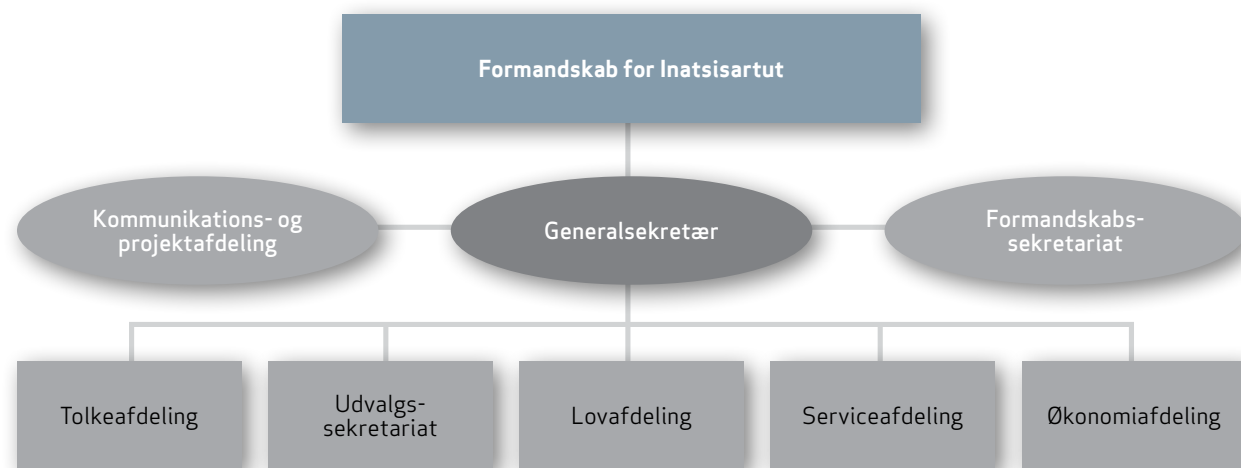 Formandskab for Inatsisartut
Kommunikations- og
projektafdeling
Generalsekretær
Formandskabs-
sekretariat
Tolkeafdeling
Udvalgs-
sekretariat
Lovafdeling
Serviceafdeling
Økonomiafdeling